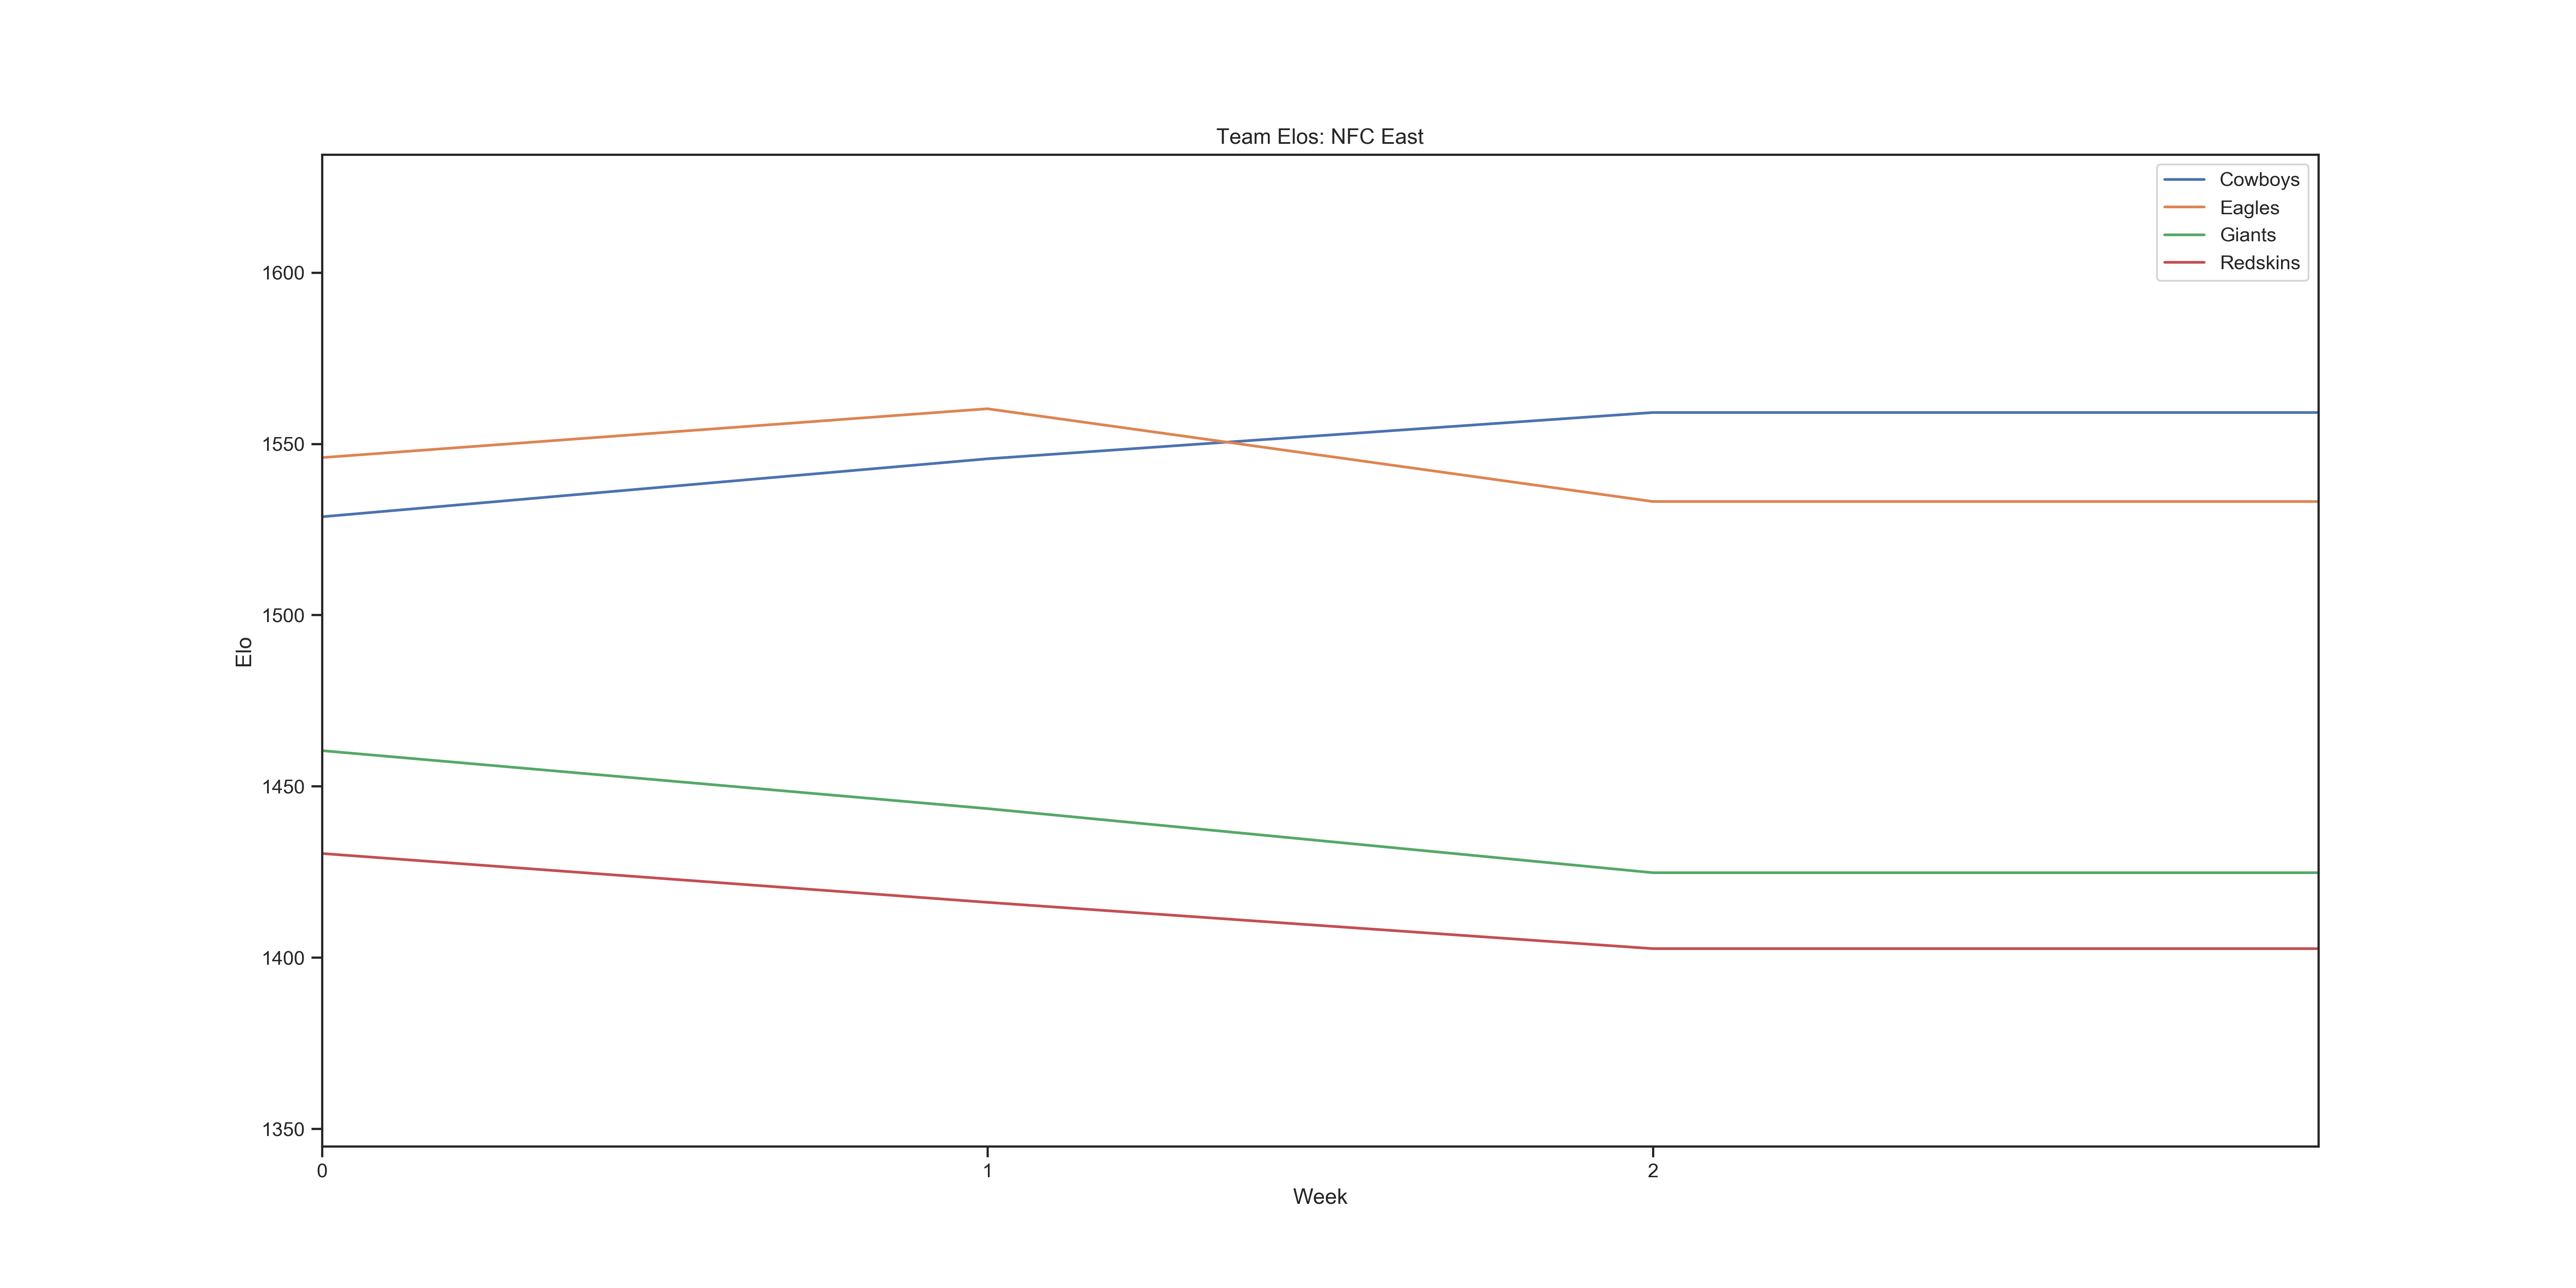 Team Elos: NFC East
Cowboys
Eagles
Giants
Redskins
1600
1550
1500
1450
1400
1350
Elo
0 1 2
Week